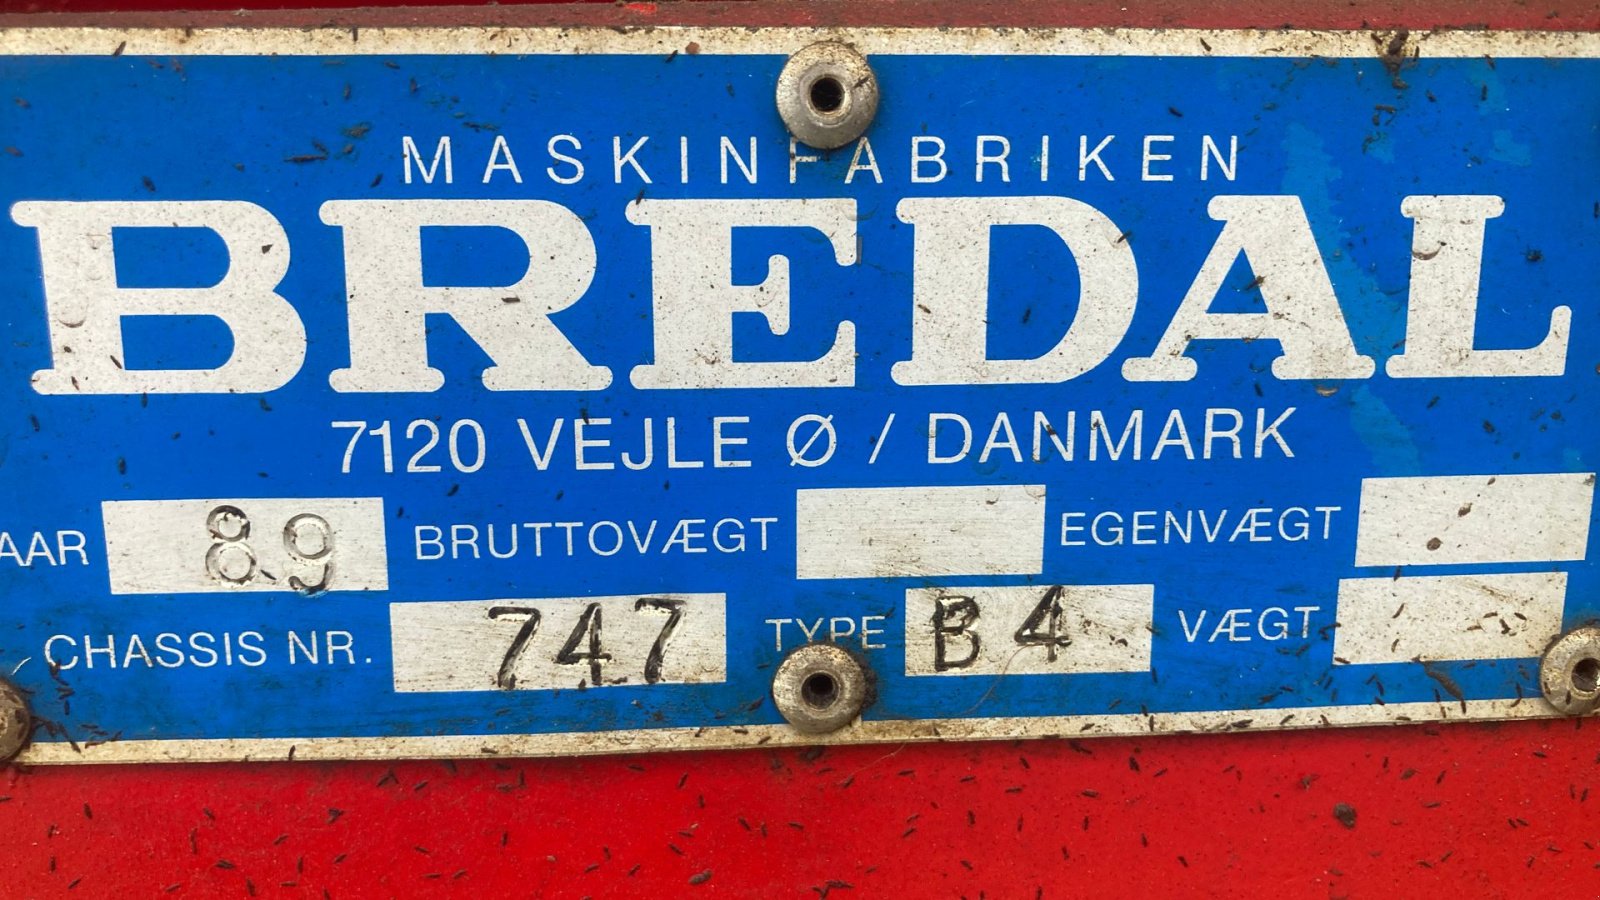 MASKINFABRIKEN
BREDAL
7120 VEJLE Ø / DANMARK
AAR 89 BRUTTOVÆGT EGENVÆGT
CHASSIS NR. 747 TYPE B4 VÆGT